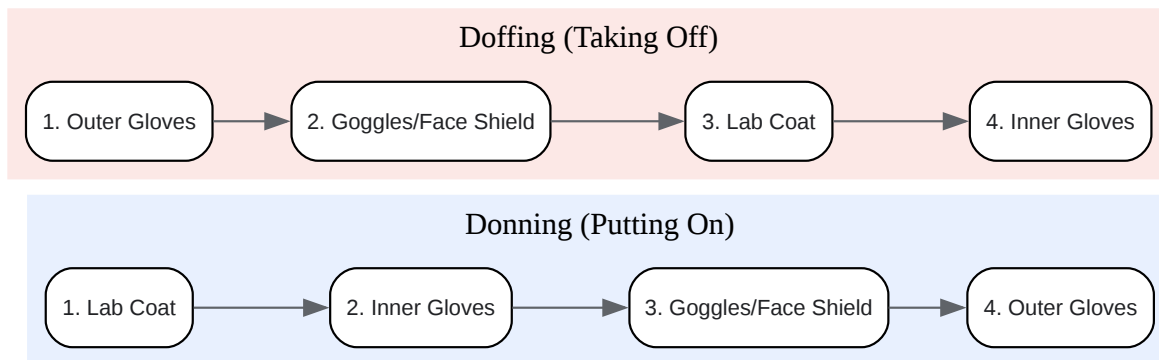 Doffing (Taking Off)
1. Outer Gloves
2. Goggles/Face Shield
3. Lab Coat
4. Inner Gloves
Donning (Putting On)
1. Lab Coat
2. Inner Gloves
3. Goggles/Face Shield
4. Outer Gloves